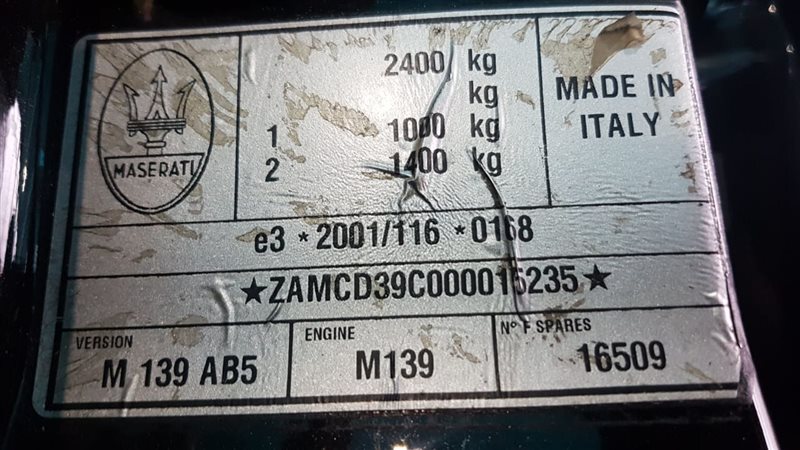 MASERATI
2400 kg
kg
1 1000 kg
2 1400 kg
MADE IN
ITALY
e3 * 2001/116 * 0168
★ZAMCD39C000015235★
VERSION
M 139 AB5
ENGINE
M139
N° F SPARES
16509